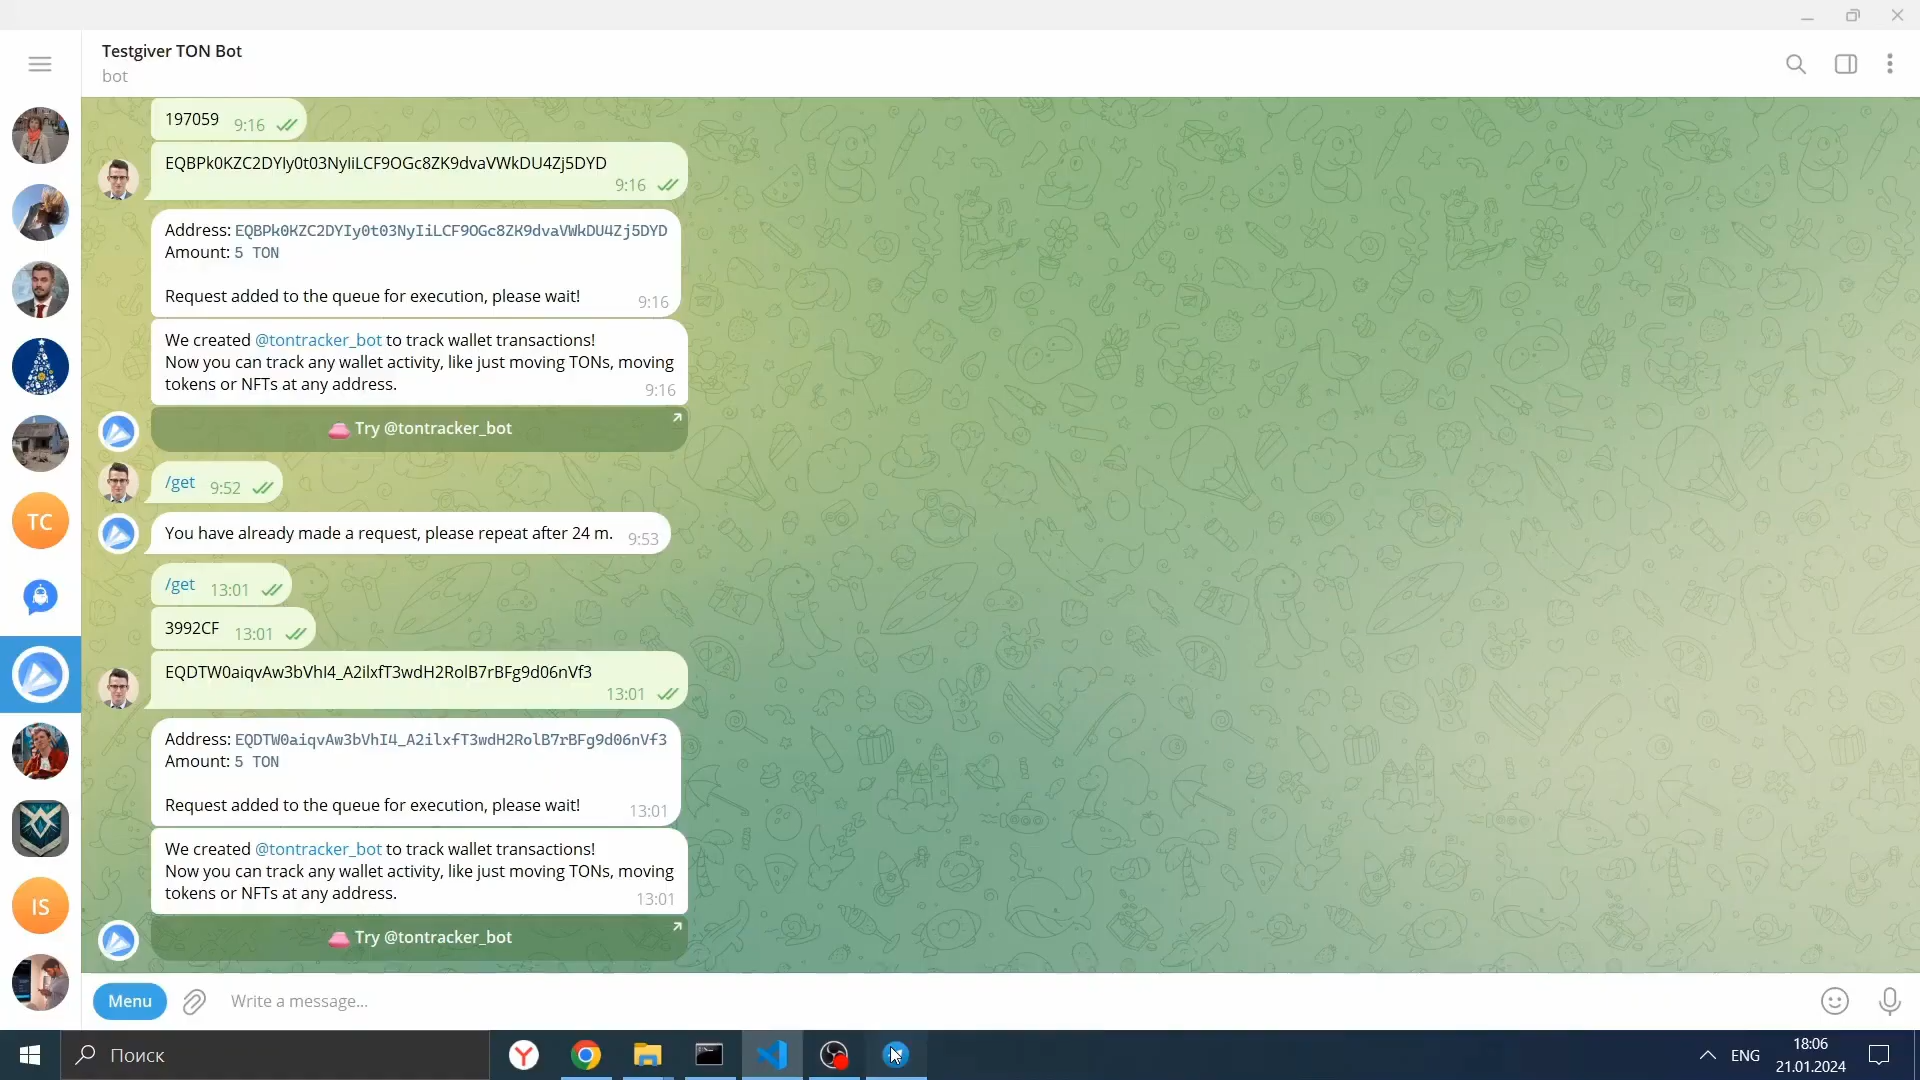 Testgiver TON Bot
bot
197059 9:16
EQBPk0KZC2DYIy0t03NyIiLCF9OGc8ZK9dvaVWkDU4Zj5DYD
9:16
Address: EQBPk0KZC2DYIy0t03NyIiLCF9OGc8ZK9dvaVWkDU4Zj5DYD
Amount: 5 TON
Request added to the queue for execution, please wait! 9:16
We created @tontracker_bot to track wallet transactions!
Now you can track any wallet activity, like just moving TONs, moving
tokens or NFTs at any address. 9:16
Try @tontracker_bot
/get 9:52
You have already made a request, please repeat after 24 m. 9:53
/get 13:01
3992CF 13:01
EQDTW0aiqvAw3bVhI4_A2ilxfT3wdH2RolB7rBFg9d06nVf3
13:01
Address: EQDTW0aiqvAw3bVhI4_A2ilxfT3wdH2RolB7rBFg9d06nVf3
Amount: 5 TON
Request added to the queue for execution, please wait! 13:01
We created @tontracker_bot to track wallet transactions!
Now you can track any wallet activity, like just moving TONs, moving
tokens or NFTs at any address. 13:01
Try @tontracker_bot
TC
IS
Menu Write a message...
Поиск
ENG
18:06
21.01.2024